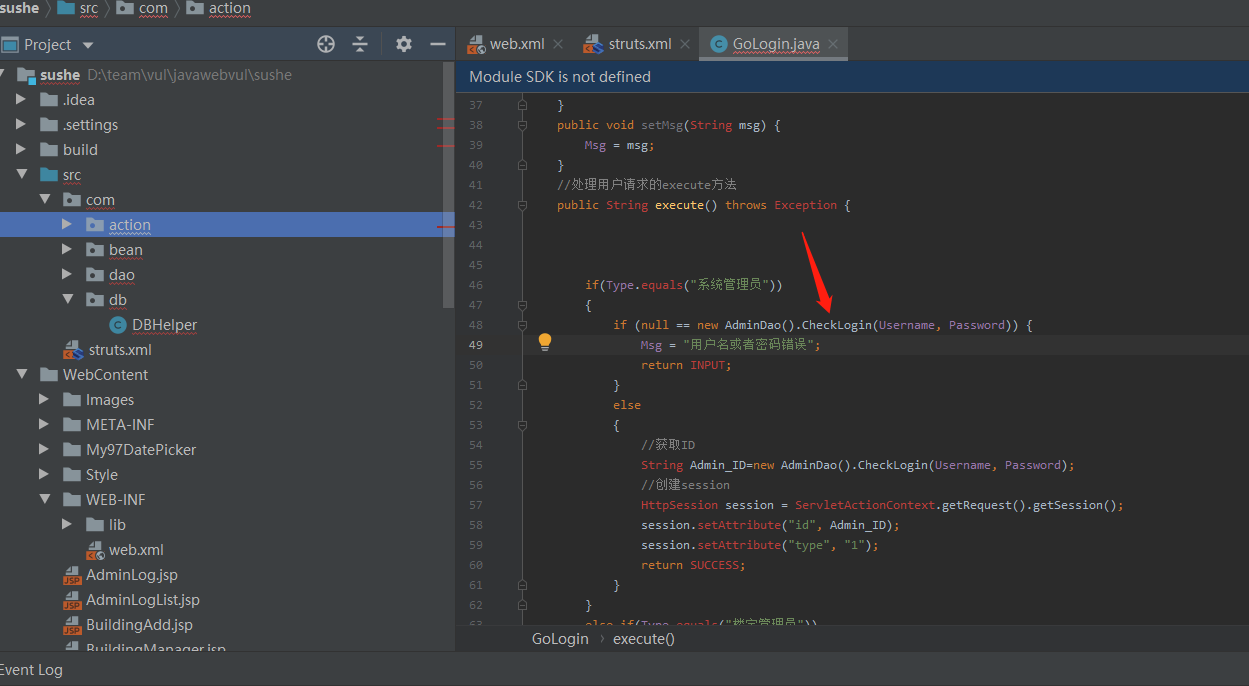 sushe src com action
Project
web.xml struts.xml GoLogin.java
sushe D:\team\vul\javawebvul\sushe
.idea
.settings
build
src
com
action
bean
dao
db
DBHelper
struts.xml
WebContent
Images
META-INF
My97DatePicker
Style
WEB-INF
lib
web.xml
AdminLog.jsp
AdminLogList.jsp
BuildingAdd.jsp
BuildingManager.jsp
Module SDK is not defined
37 }
38 public void setMsg(String msg) {
39 Msg = msg;
40 }
41 //处理用户请求的execute方法
42 public String execute() throws Exception {
43
44
45
46 if(Type.equals("系统管理员"))
47 {
48 if (null == new AdminDao().CheckLogin(Username, Password)) {
49 Msg = "用户名或者密码错误";
50 return INPUT;
51 }
52 else
53 {
54 //获取ID
55 String Admin_ID=new AdminDao().CheckLogin(Username, Password);
56 //创建session
57 HttpSession session = ServletActionContext.getRequest().getSession();
58 session.setAttribute("id", Admin_ID);
59 session.setAttribute("type", "1");
60 return SUCCESS;
61 }
62 }
63 else if(Type.equals("楼宇管理员"))
GoLogin execute()
Event Log